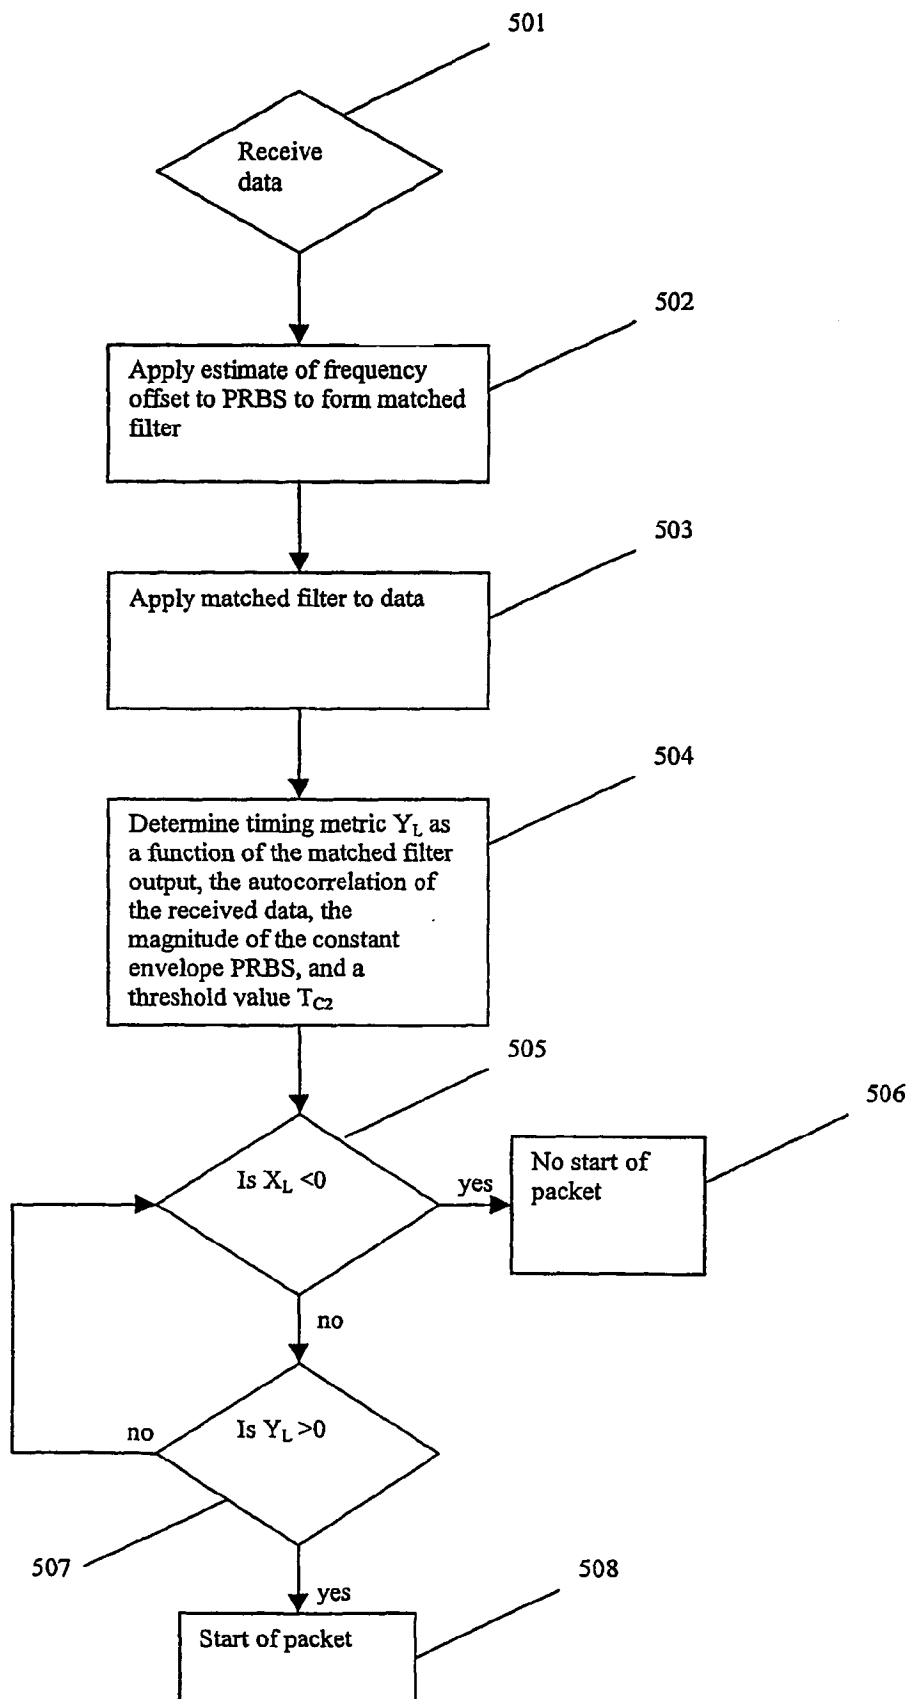 501
Receive
data
502
Apply estimate of frequency
offset to PRBS to form matched
filter
503
Apply matched filter to data
504
Determine timing metric Y_L as
a function of the matched filter
output, the autocorrelation of
the received data, the
magnitude of the constant
envelope PRBS, and a
threshold value T_C2
505
506
Is X_L <0
yes
No start of
packet
no
Is Y_L >0
no
507
yes
508
Start of packet